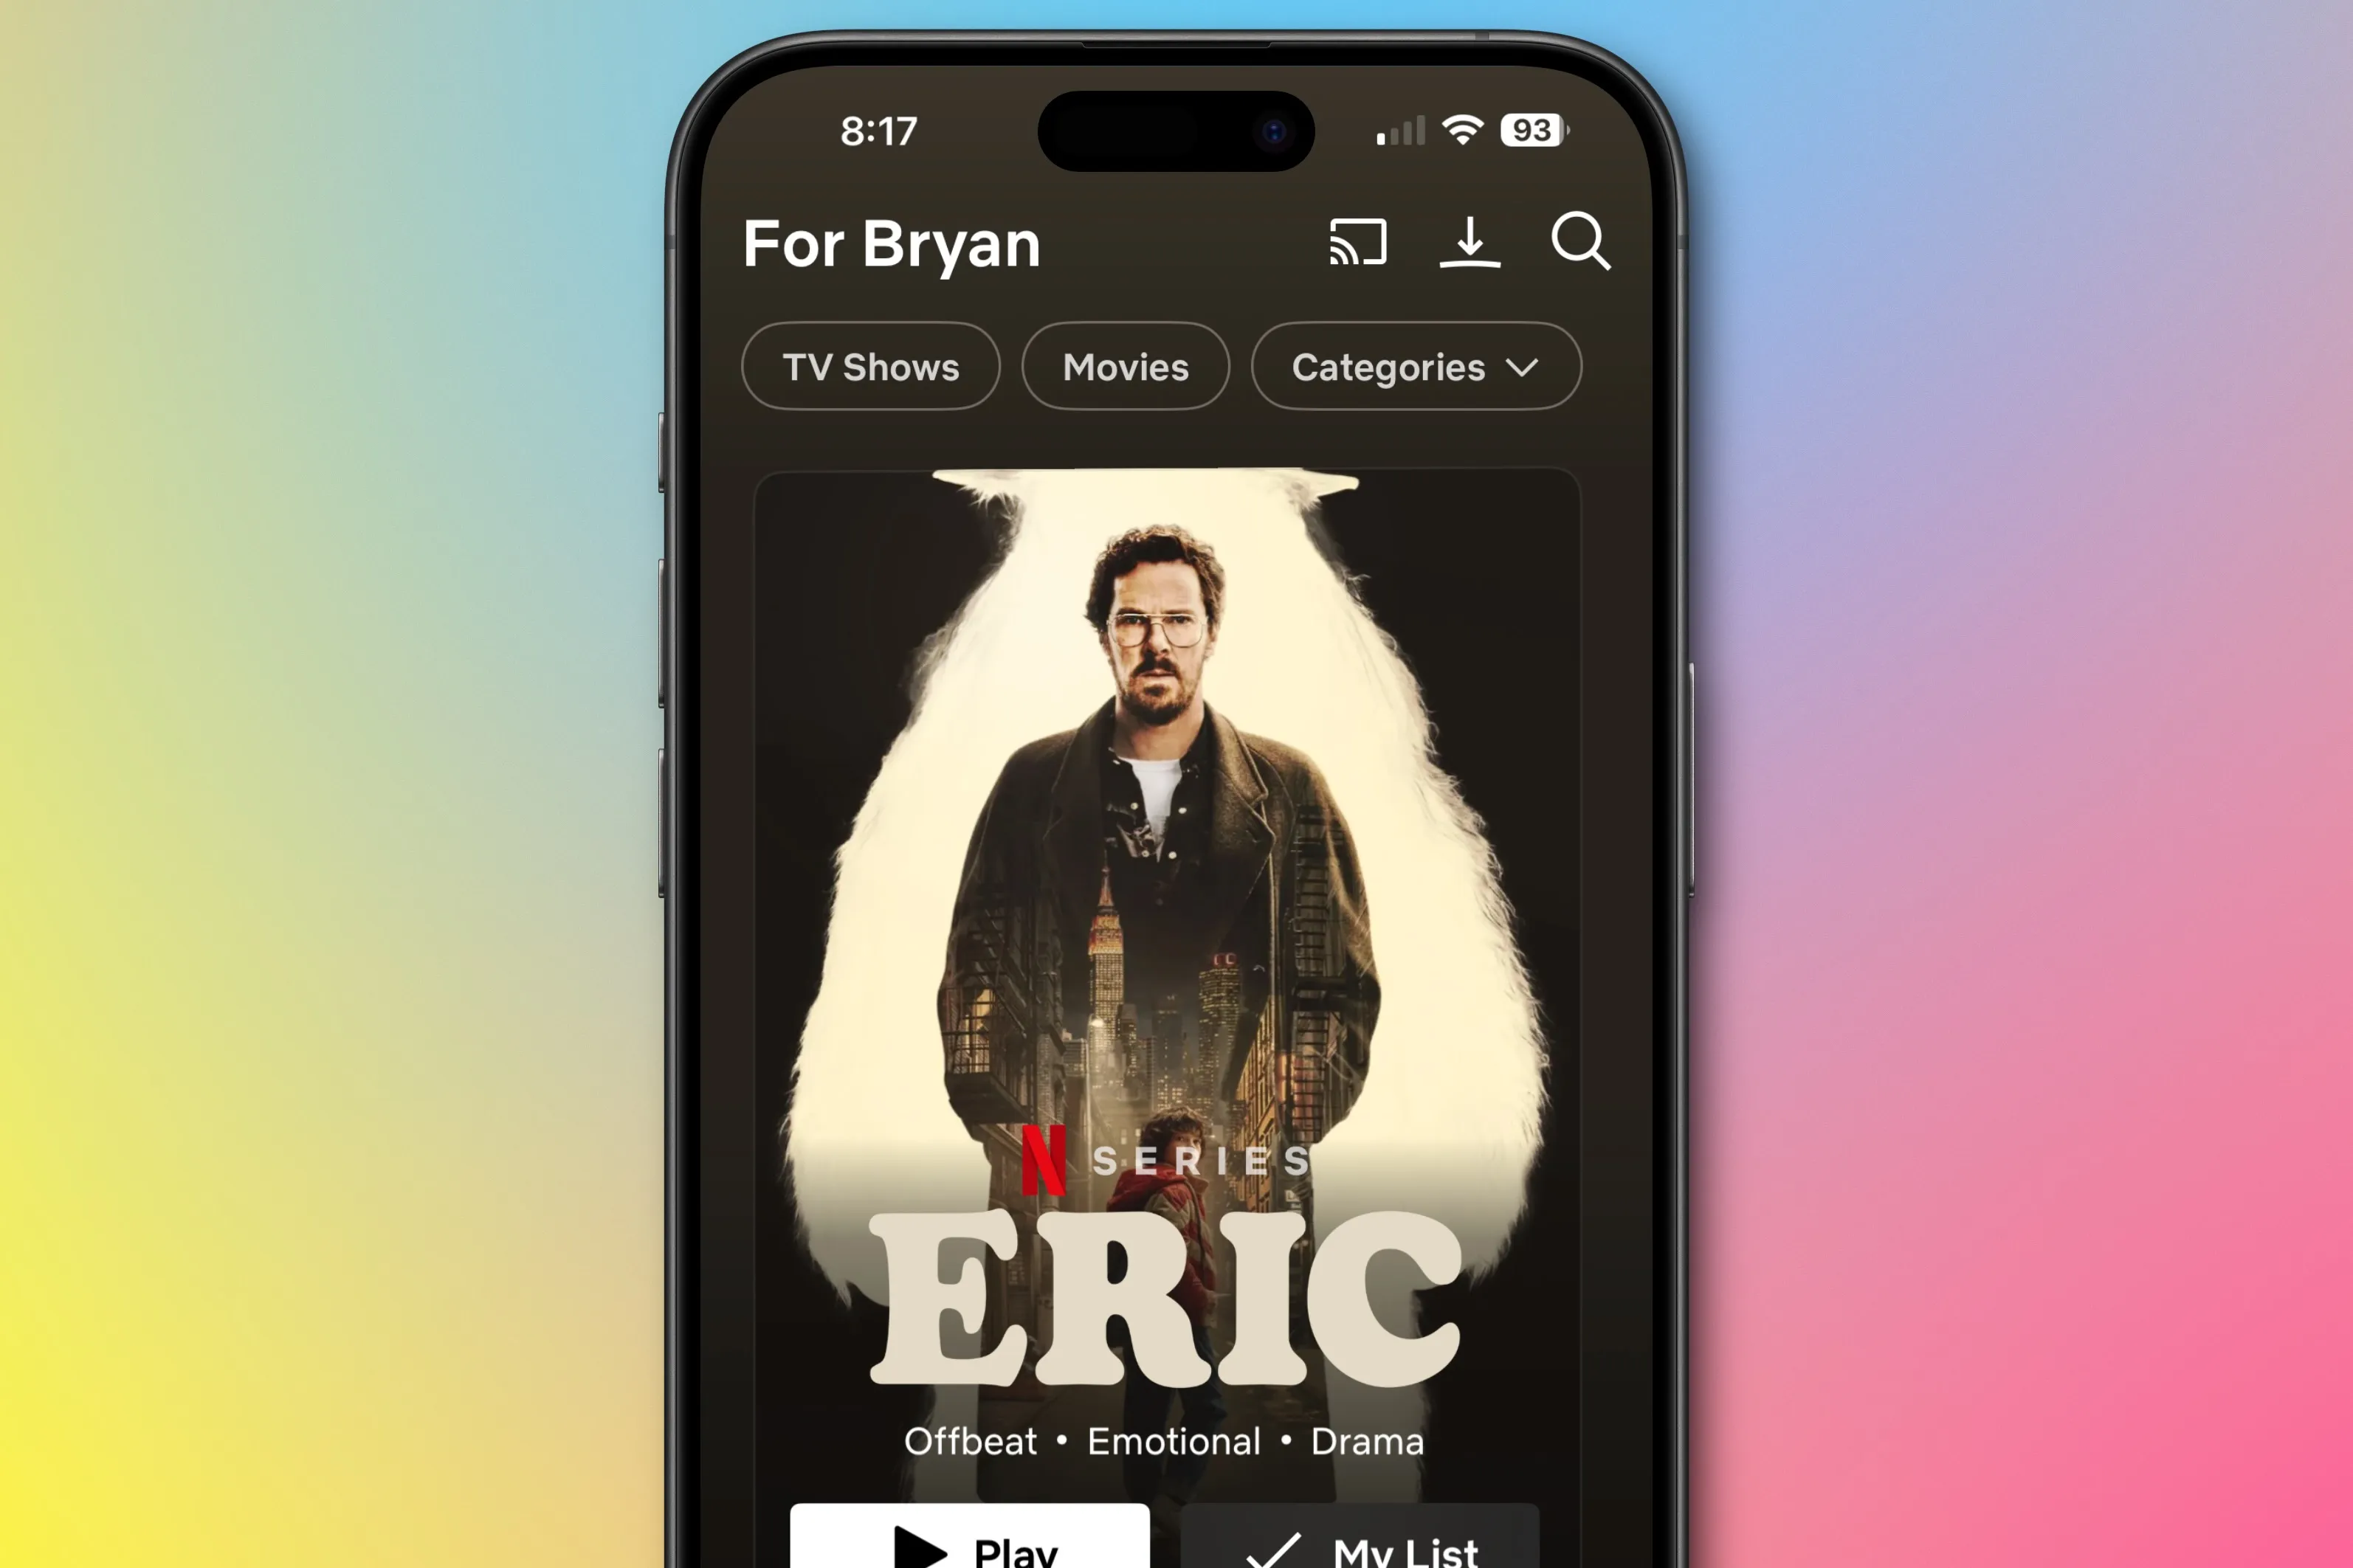 8:17 93
For Bryan
TV Shows Movies Categories
N SERIES
ERIC
Offbeat • Emotional • Drama
Play My List